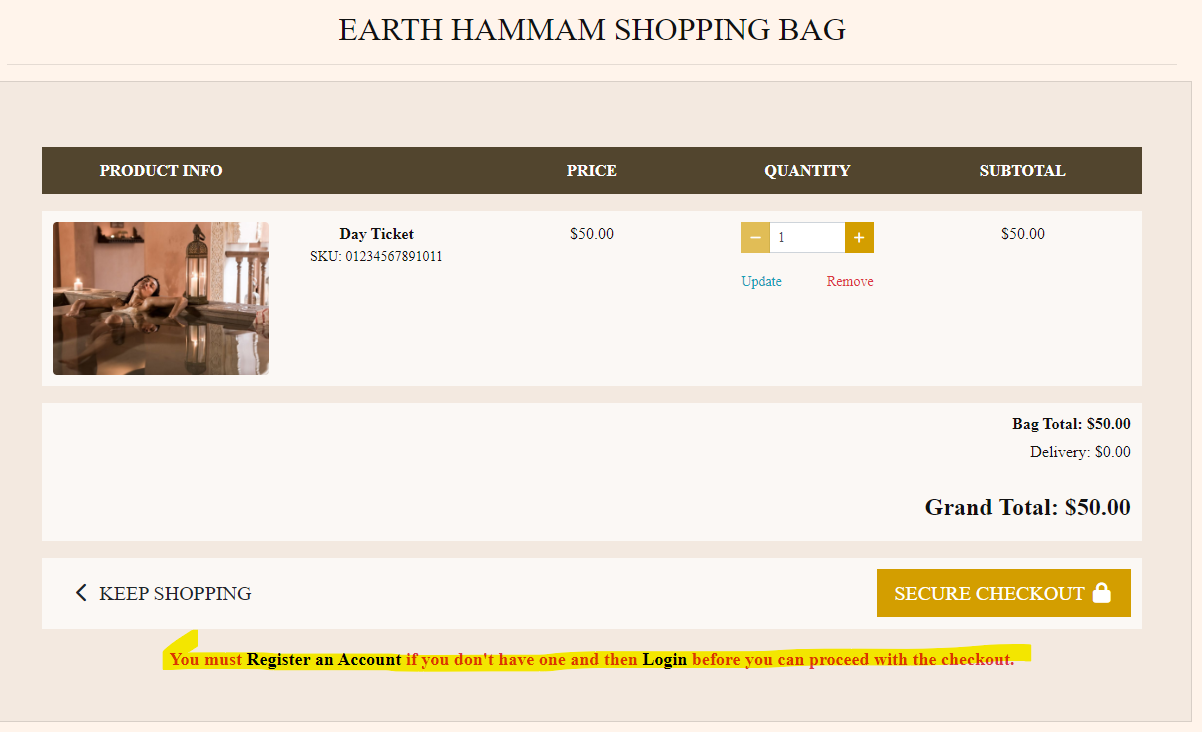 EARTH HAMMAM SHOPPING BAG
PRODUCT INFO PRICE QUANTITY SUBTOTAL
Day Ticket $50.00 − 1 + $50.00
SKU: 01234567891011
Update Remove
Bag Total: $50.00
Delivery: $0.00
Grand Total: $50.00
KEEP SHOPPING SECURE CHECKOUT
You must Register an Account if you don't have one and then Login before you can proceed with the checkout.